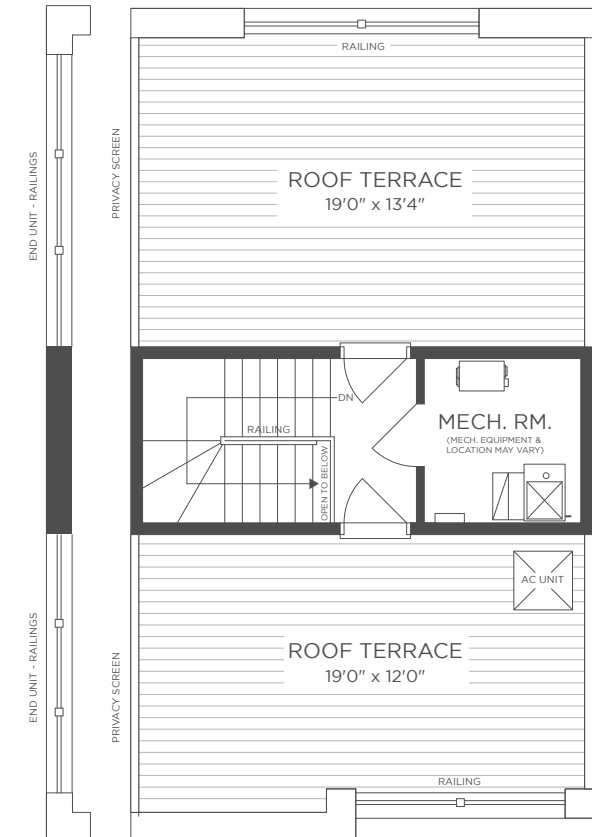 RAILING
END UNIT - RAILINGS
PRIVACY SCREEN
ROOF TERRACE
19'0" x 13'4"
DN
RAILING
OPEN TO BELOW
MECH. RM.
(MECH. EQUIPMENT &
LOCATION MAY VARY)
AC UNIT
END UNIT - RAILINGS
PRIVACY SCREEN
ROOF TERRACE
19'0" x 12'0"
RAILING